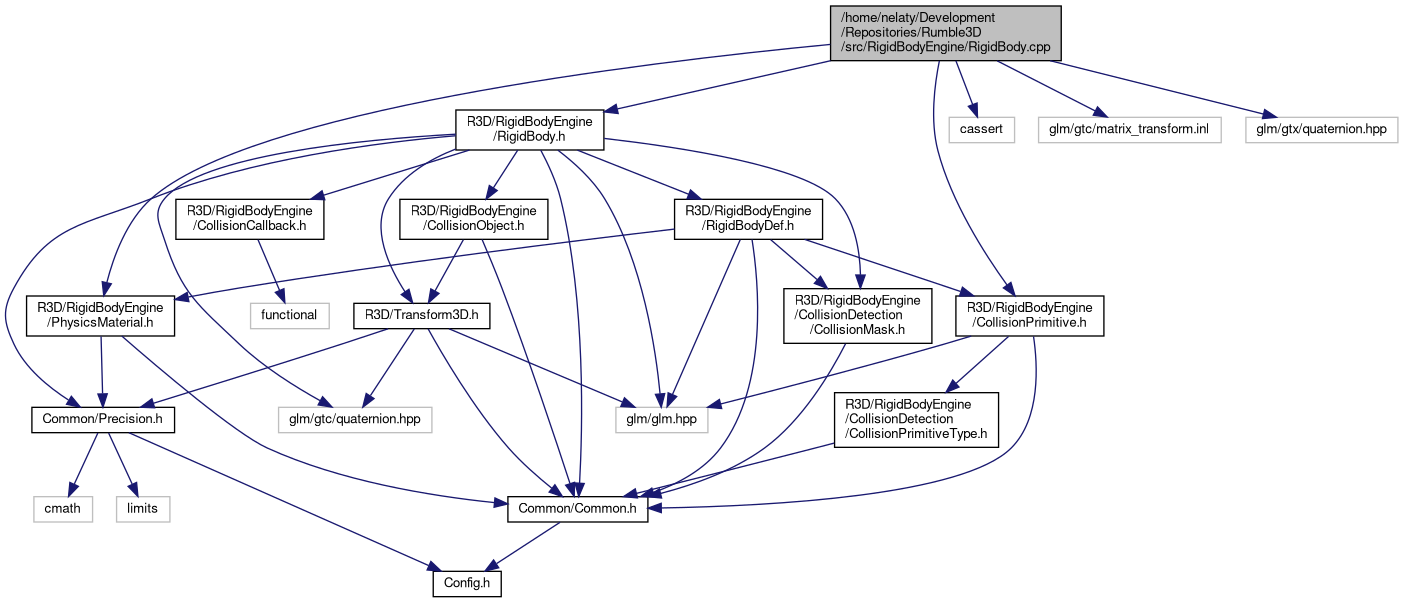 /home/nelaty/Development
/Repositories/Rumble3D
/src/RigidBodyEngine/RigidBody.cpp
R3D/RigidBodyEngine
/RigidBody.h
cassert
glm/gtc/matrix_transform.inl
glm/gtx/quaternion.hpp
R3D/RigidBodyEngine
/CollisionCallback.h
R3D/RigidBodyEngine
/CollisionObject.h
R3D/RigidBodyEngine
/RigidBodyDef.h
R3D/RigidBodyEngine
/PhysicsMaterial.h
functional
R3D/Transform3D.h
R3D/RigidBodyEngine
/CollisionDetection
/CollisionMask.h
R3D/RigidBodyEngine
/CollisionPrimitive.h
Common/Precision.h
glm/gtc/quaternion.hpp
glm/glm.hpp
R3D/RigidBodyEngine
/CollisionDetection
/CollisionPrimitiveType.h
cmath
limits
Common/Common.h
Config.h